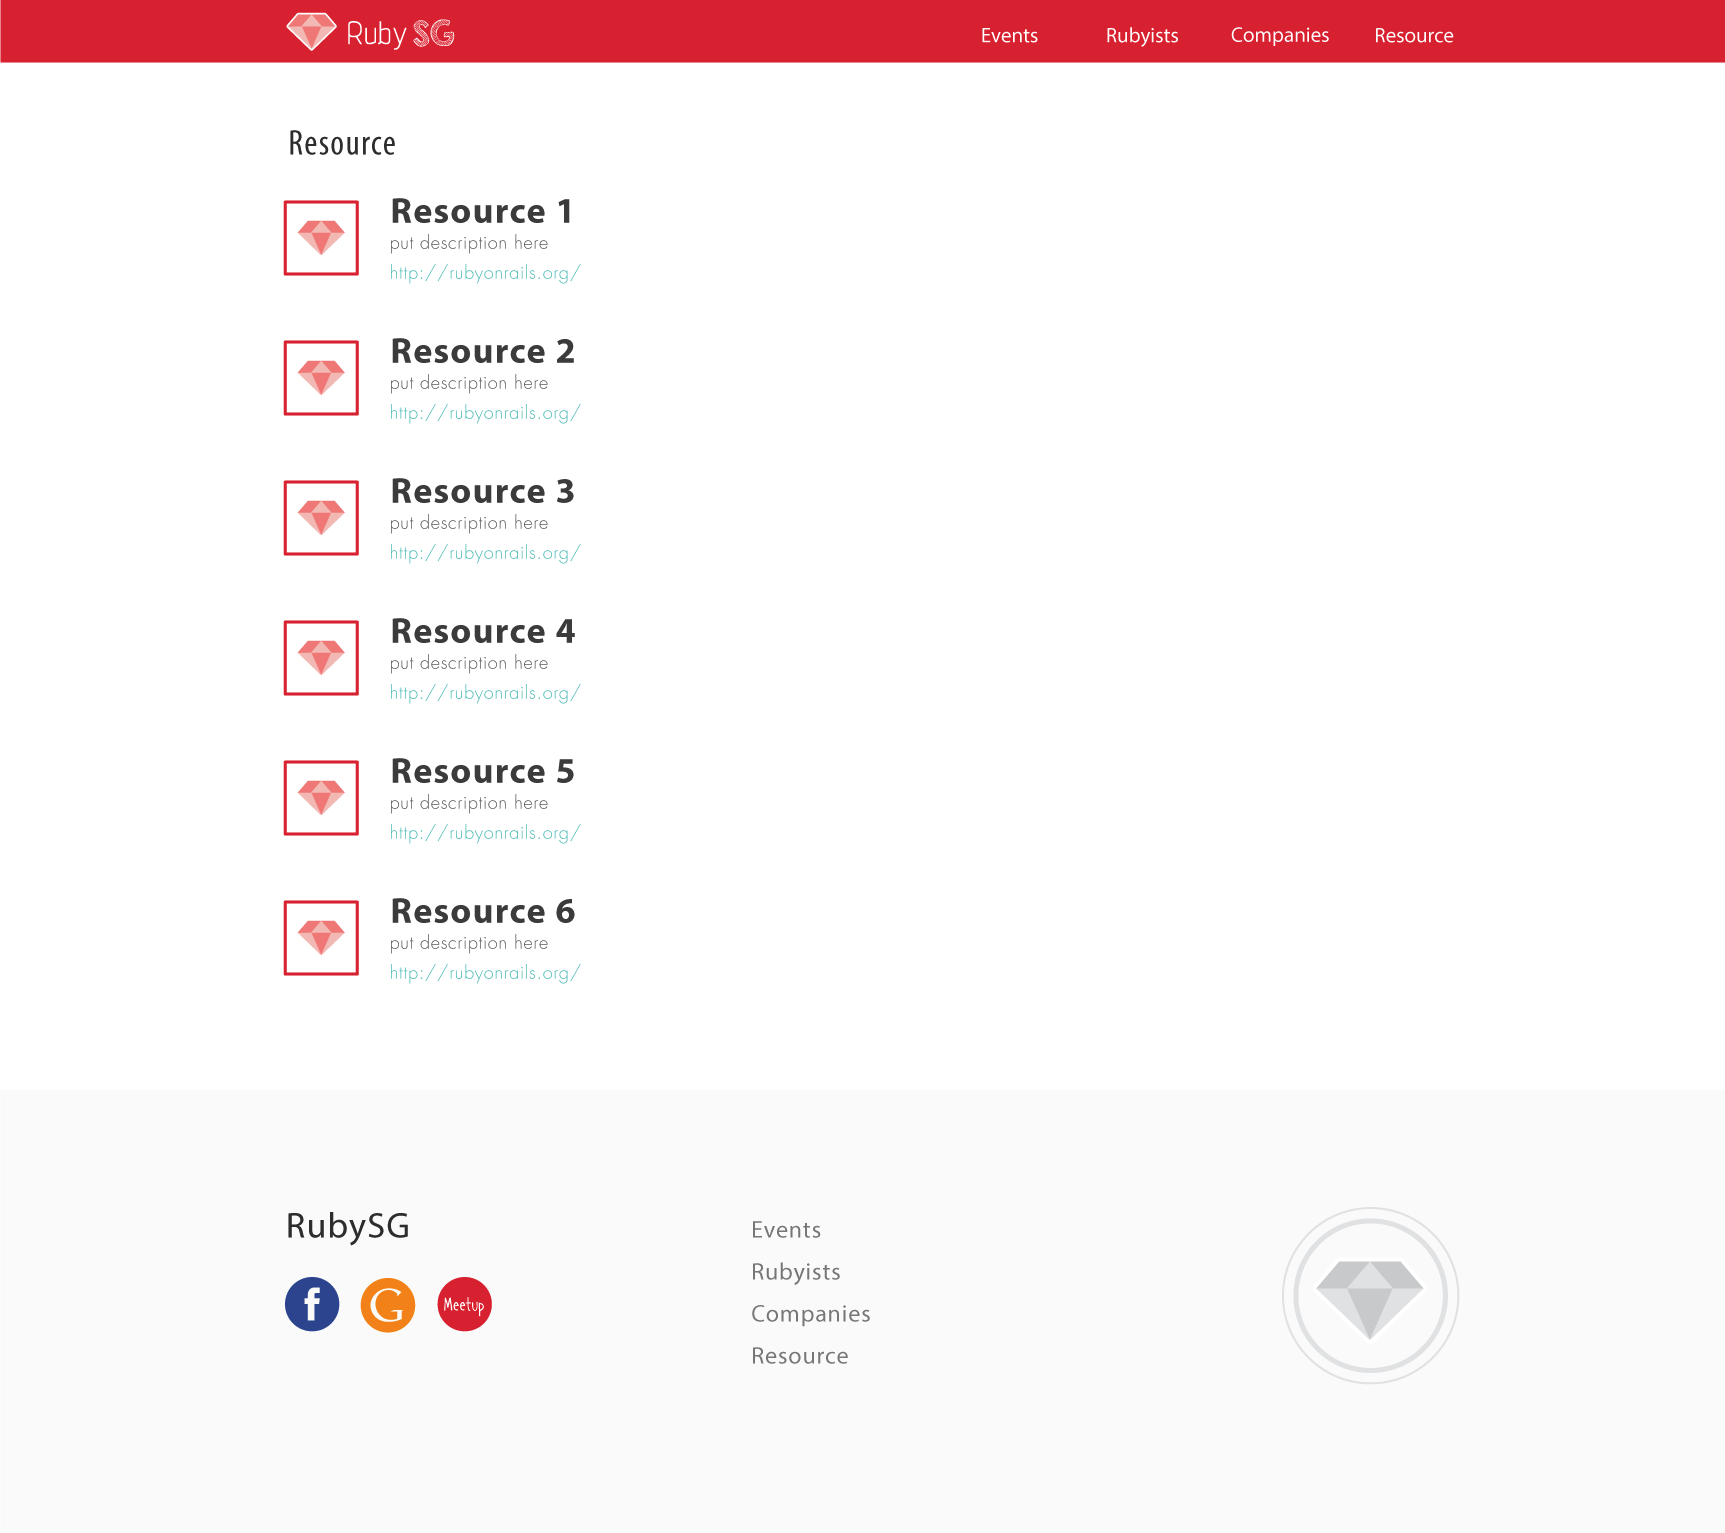 Ruby SG
Events Rubyists Companies Resource
Resource
Resource 1
put description here
http://rubyonrails.org/
Resource 2
put description here
http://rubyonrails.org/
Resource 3
put description here
http://rubyonrails.org/
Resource 4
put description here
http://rubyonrails.org/
Resource 5
put description here
http://rubyonrails.org/
Resource 6
put description here
http://rubyonrails.org/
RubySG
f G Meetup
Events
Rubyists
Companies
Resource